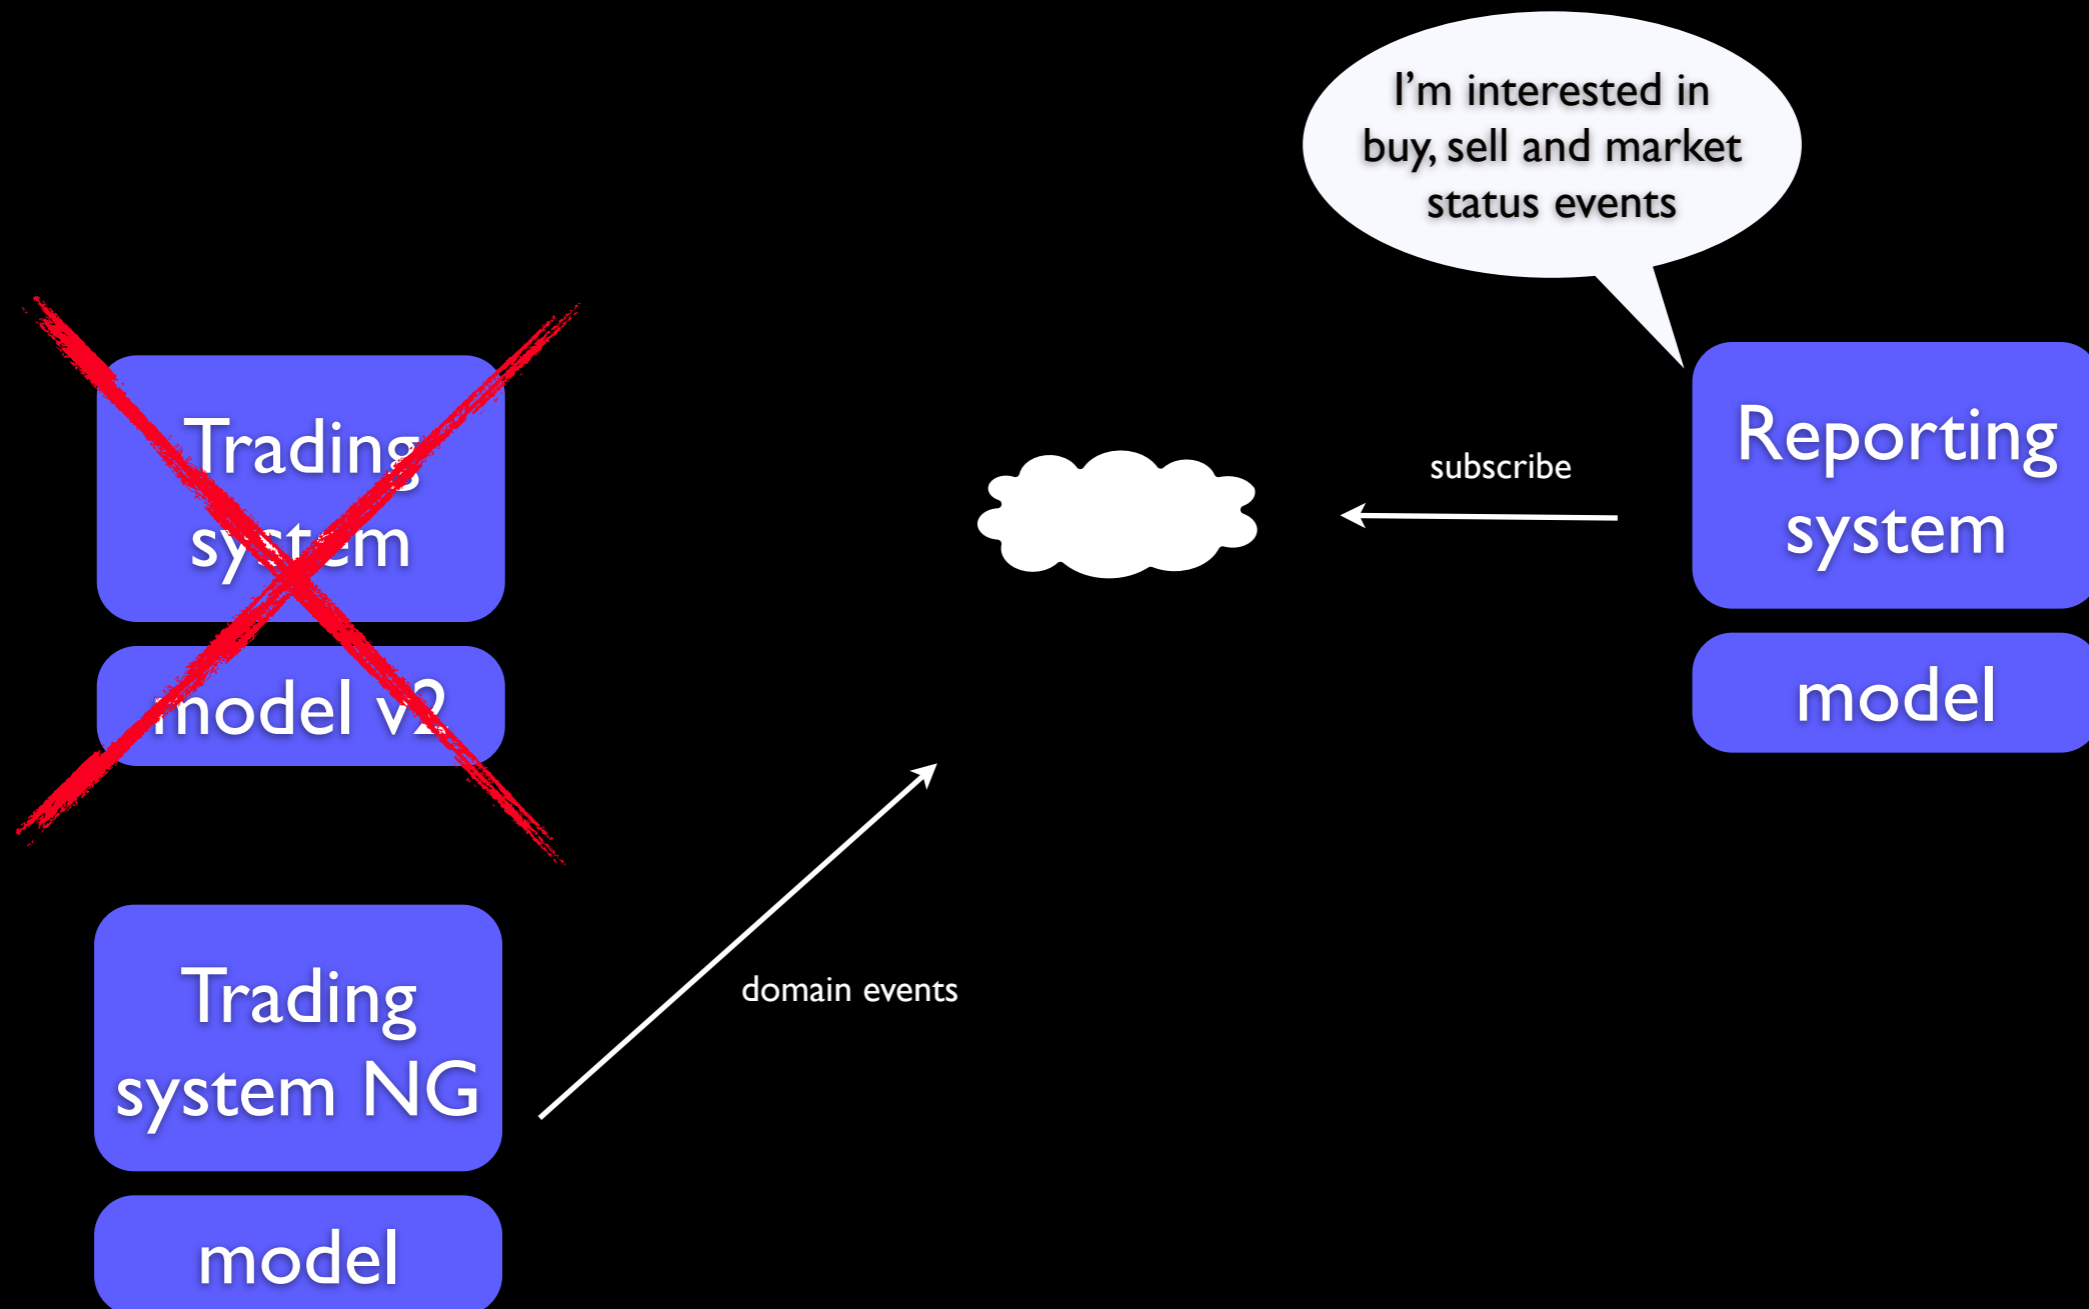 I'm interested in
buy, sell and market
status events
Trading
system
model v2
subscribe
Reporting
system
model
domain events
Trading
system NG
model